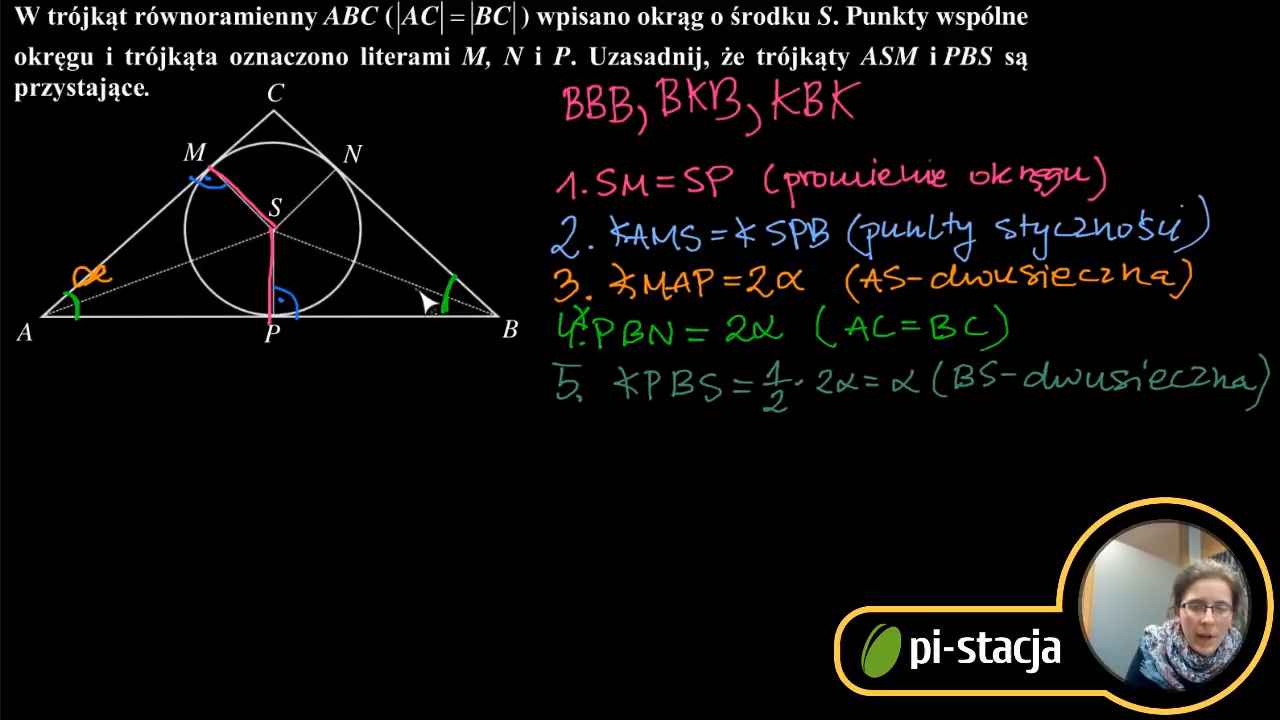 W trójkąt równoramienny ABC (|AC| = |BC|) wpisano okrąg o środku S. Punkty wspólne
okręgu i trójkąta oznaczono literami M, N i P. Uzasadnij, że trójkąty ASM i PBS są
przystające.
BBB, BKB, KBK
C
M
N
S
α
A
P
B
1. SM = SP (promienie okręgu)
2. ∢AMS = ∢SPB (punkty styczności)
3. ∢MAP = 2α (AS - dwusieczna)
4. ∢PBN = 2α (AC = BC)
5. ∢PBS = 1/2 · 2α = α (BS - dwusieczna)
pi-stacja